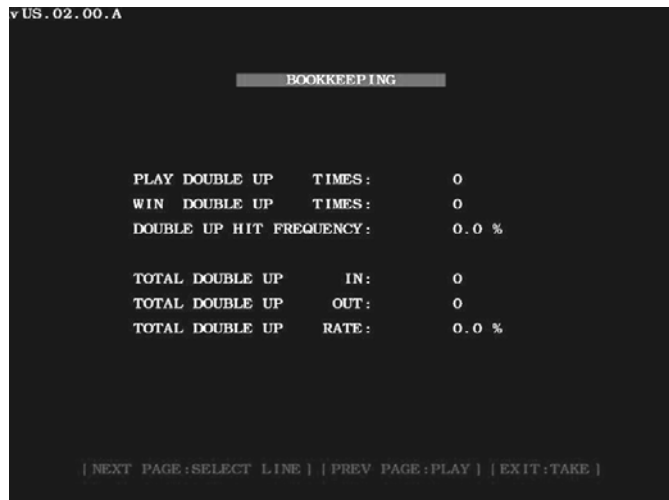 vUS.02.00.A
BOOKKEEPING
PLAY DOUBLE UP TIMES: 0
WIN DOUBLE UP TIMES: 0
DOUBLE UP HIT FREQUENCY: 0.0 %
TOTAL DOUBLE UP IN: 0
TOTAL DOUBLE UP OUT: 0
TOTAL DOUBLE UP RATE: 0.0 %
[NEXT PAGE:SELECT LINE] [PREV PAGE:PLAY] [EXIT:TAKE]